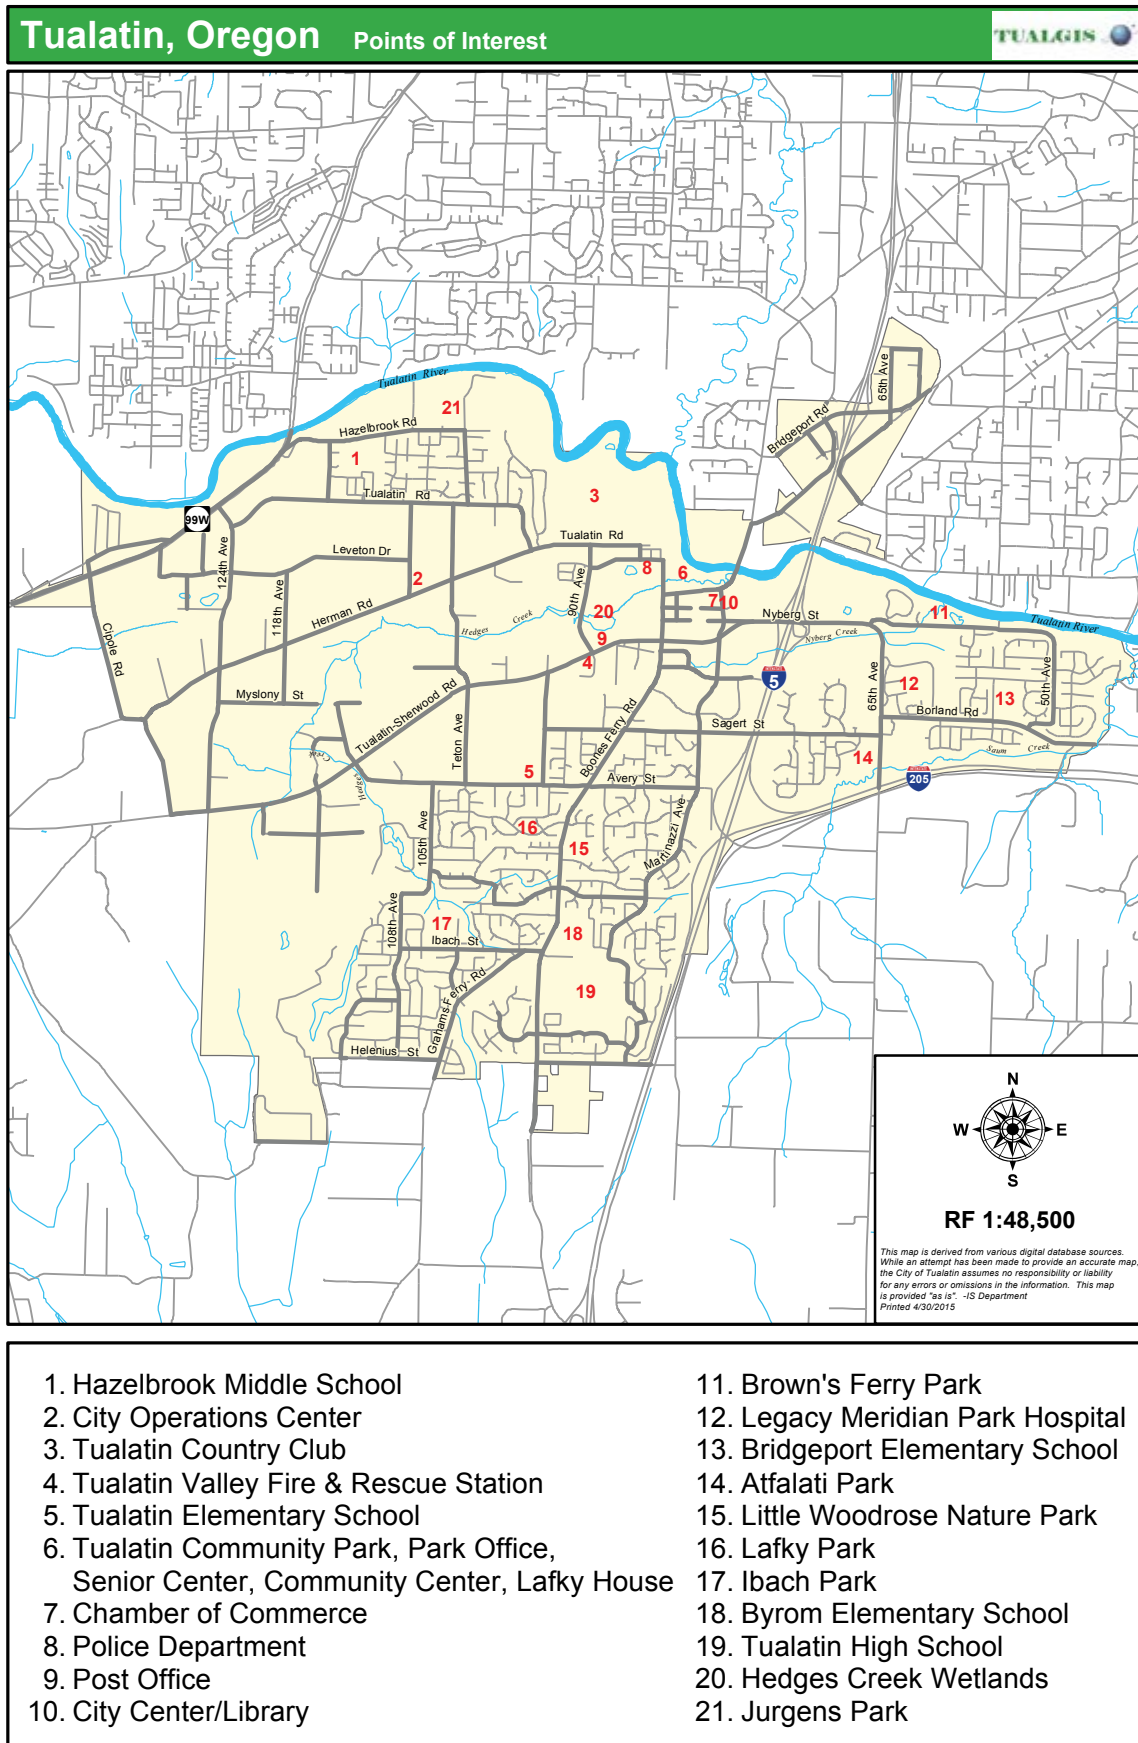 Tualatin, Oregon Points of Interest
TUALGIS
Tualatin River
65th Ave
Bridgeport Rd
21
Hazelbrook Rd
1
Tualatin Rd
3
99W
Tualatin Rd
124th Ave
Leveton Dr
2
8
6
118th Ave
90th Ave
7
10
Herman Rd
20
Nyberg St
11
Hedges Creek
Nyberg Creek
Tualatin River
Cipole Rd
9
4
5
65th Ave
12
13
50th Ave
Myslony St
Tualatin-Sherwood Rd
Borland Rd
Sagert St
Boones Ferry Rd
Teton Ave
Hedges Creek
Saum Creek
14
5
Avery St
205
105th Ave
16
15
Martinazzi Ave
108th Ave
17
18
Ibach St
Grahams Ferry Rd
19
Helenius St
N
W E
S
RF 1:48,500
This map is derived from various digital database sources.
While an attempt has been made to provide an accurate map,
the City of Tualatin assumes no responsibility or liability
for any errors or omissions in the information. This map
is provided "as is". -IS Department
Printed 4/30/2015
1. Hazelbrook Middle School
2. City Operations Center
3. Tualatin Country Club
4. Tualatin Valley Fire & Rescue Station
5. Tualatin Elementary School
6. Tualatin Community Park, Park Office,
Senior Center, Community Center, Lafky House
7. Chamber of Commerce
8. Police Department
9. Post Office
10. City Center/Library
11. Brown's Ferry Park
12. Legacy Meridian Park Hospital
13. Bridgeport Elementary School
14. Atfalati Park
15. Little Woodrose Nature Park
16. Lafky Park
17. Ibach Park
18. Byrom Elementary School
19. Tualatin High School
20. Hedges Creek Wetlands
21. Jurgens Park